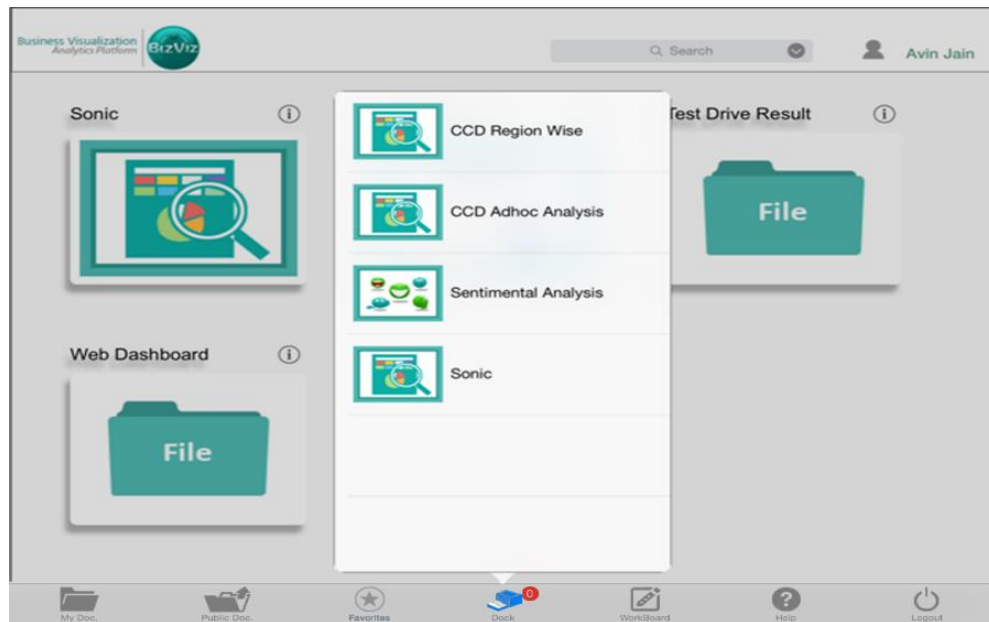 Business Visualization
Analytics Platform
BizViz
Search
Avin Jain
Sonic
CCD Region Wise
CCD Adhoc Analysis
Sentimental Analysis
Sonic
Test Drive Result
File
Web Dashboard
File
My Doc.
Public Doc.
Favorites
Dock
0
WorkBoard
Help
Logout